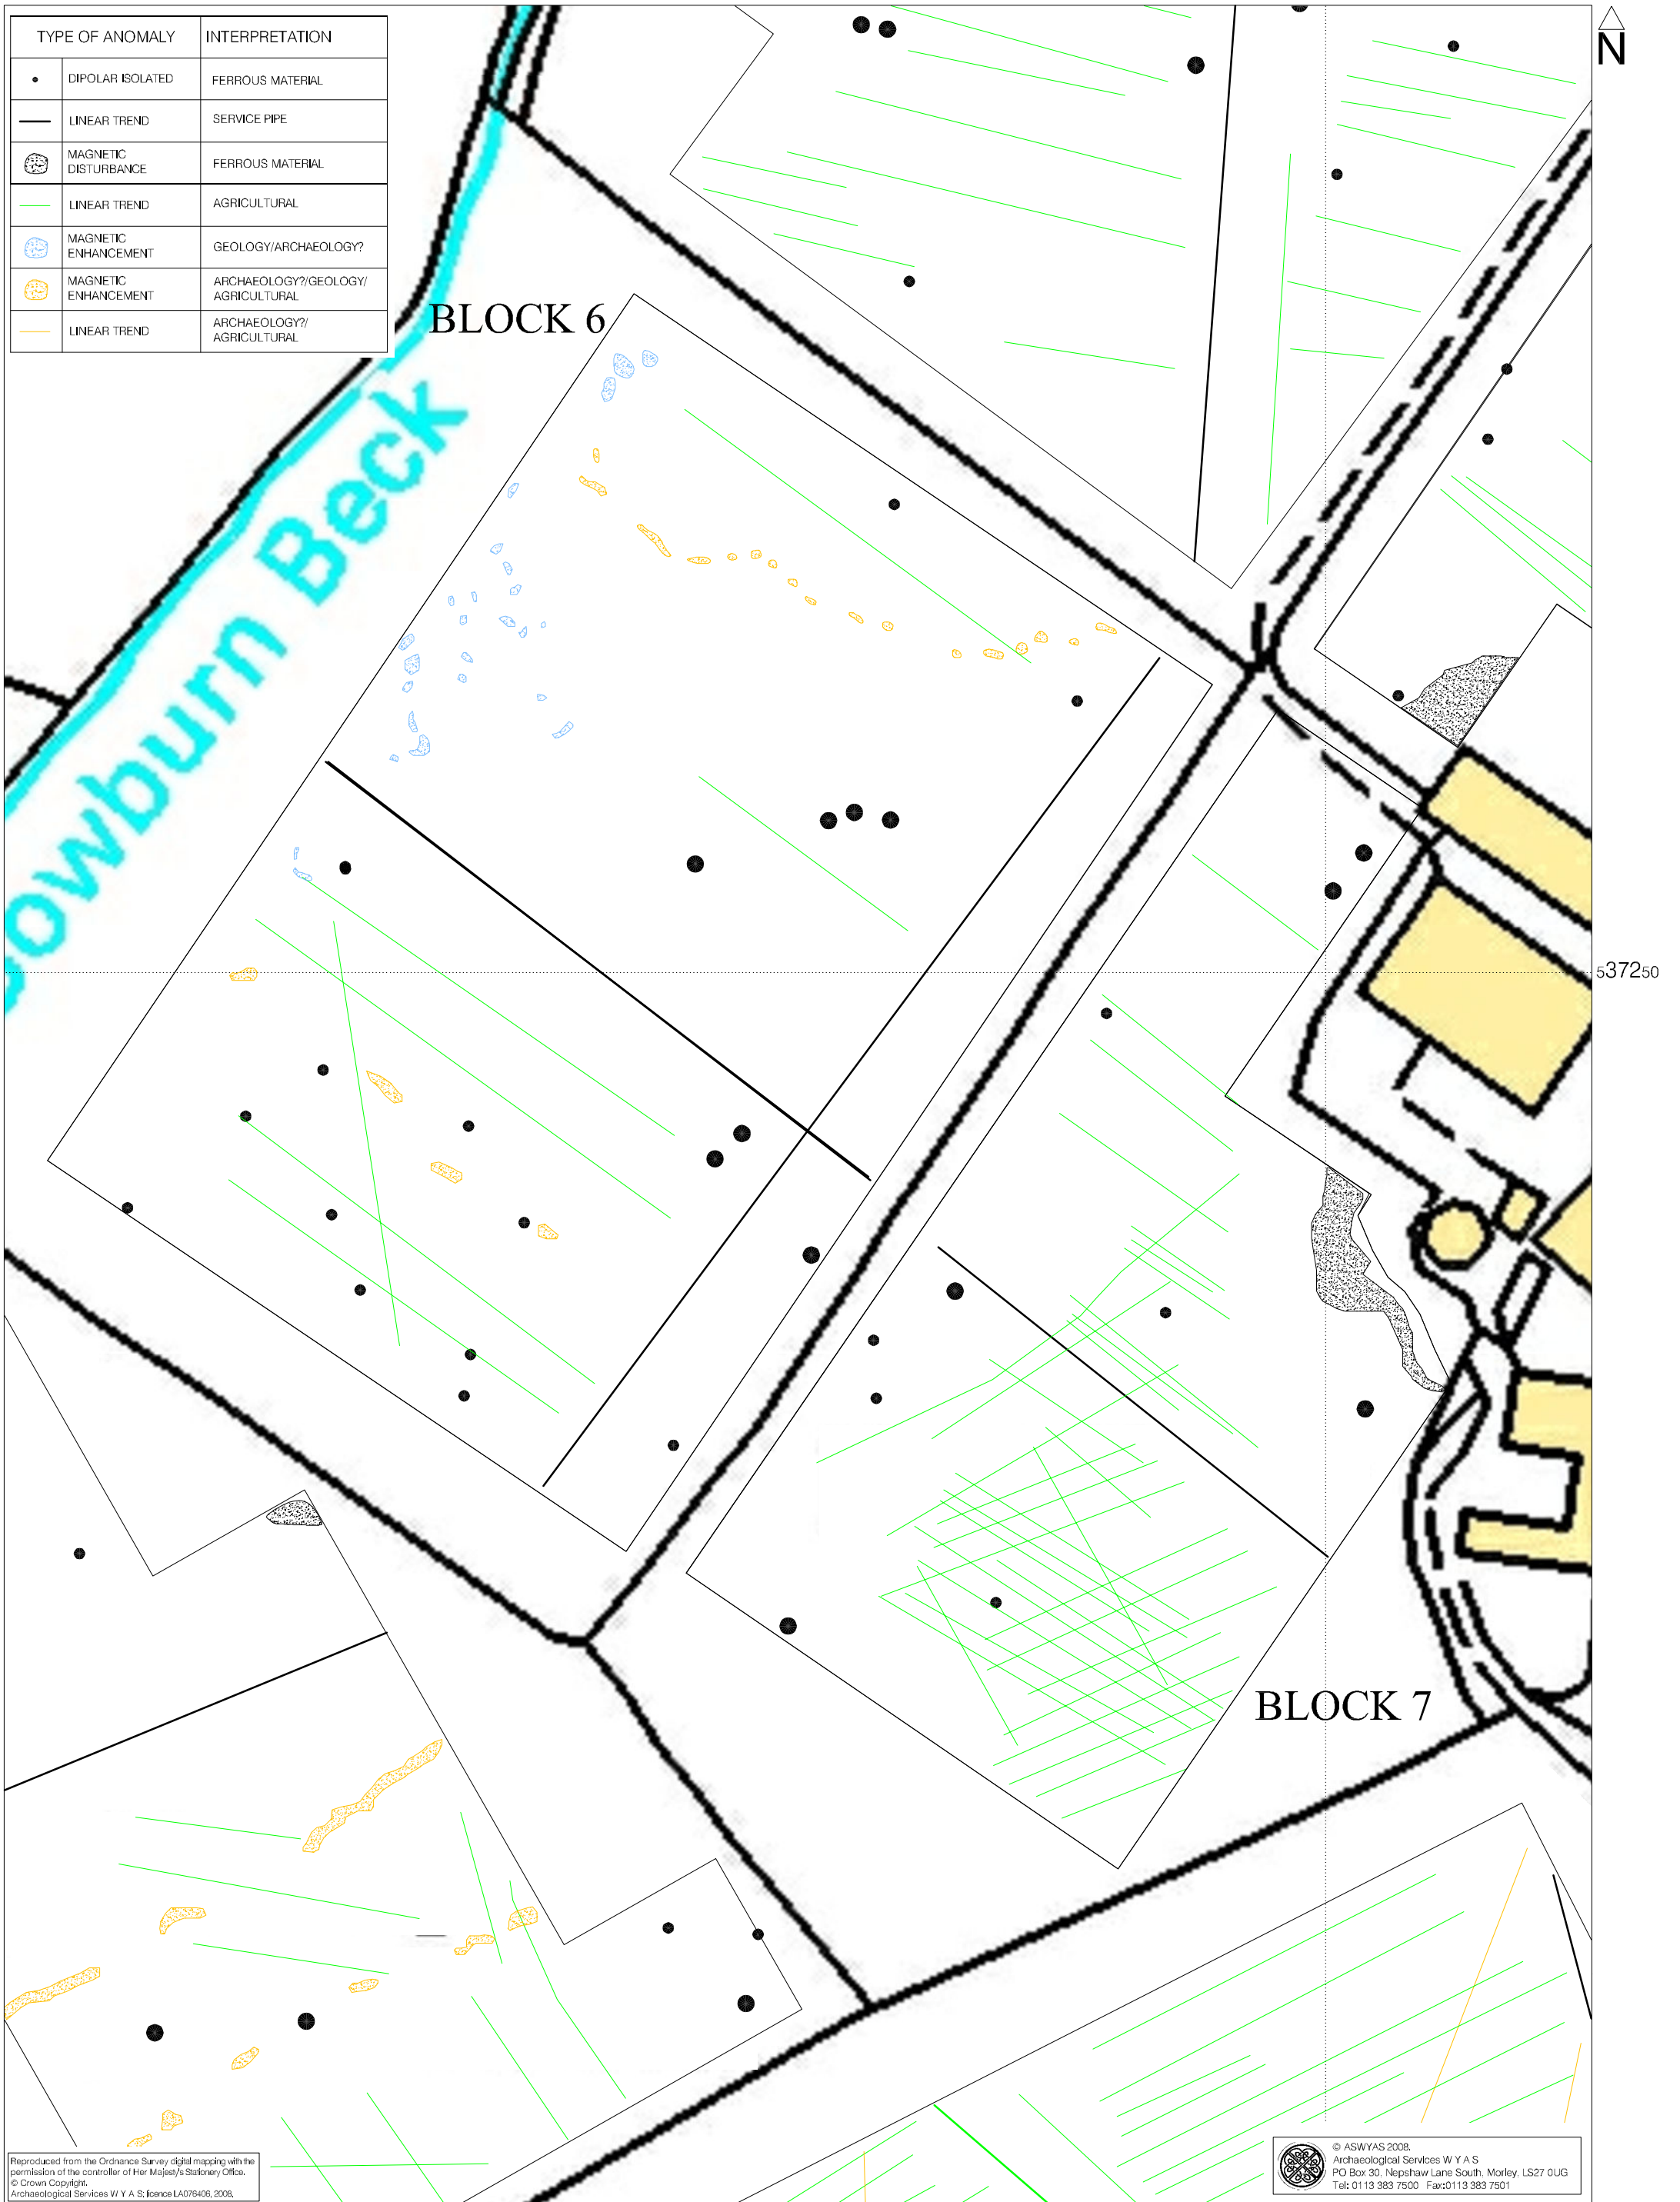 TYPE OF ANOMALY INTERPRETATION
DIPOLAR ISOLATED FERROUS MATERIAL
LINEAR TREND SERVICE PIPE
MAGNETIC DISTURBANCE FERROUS MATERIAL
LINEAR TREND AGRICULTURAL
MAGNETIC ENHANCEMENT GEOLOGY/ARCHAEOLOGY?
MAGNETIC ENHANCEMENT ARCHAEOLOGY?/GEOLOGY/ AGRICULTURAL
LINEAR TREND ARCHAEOLOGY?/ AGRICULTURAL
N
BLOCK 6
owburn Beck
537250
BLOCK 7
Reproduced from the Ordnance Survey digital mapping with the
permission of the controller of Her Majesty's Stationery Office.
© Crown Copyright.
Archaeological Services W Y A S: licence LA076406, 2008.
© ASWYAS 2008.
Archaeological Services W Y A S
PO Box 30, Nepshaw Lane South, Morley, LS27 0UG
Tel: 0113 383 7500 Fax:0113 383 7501